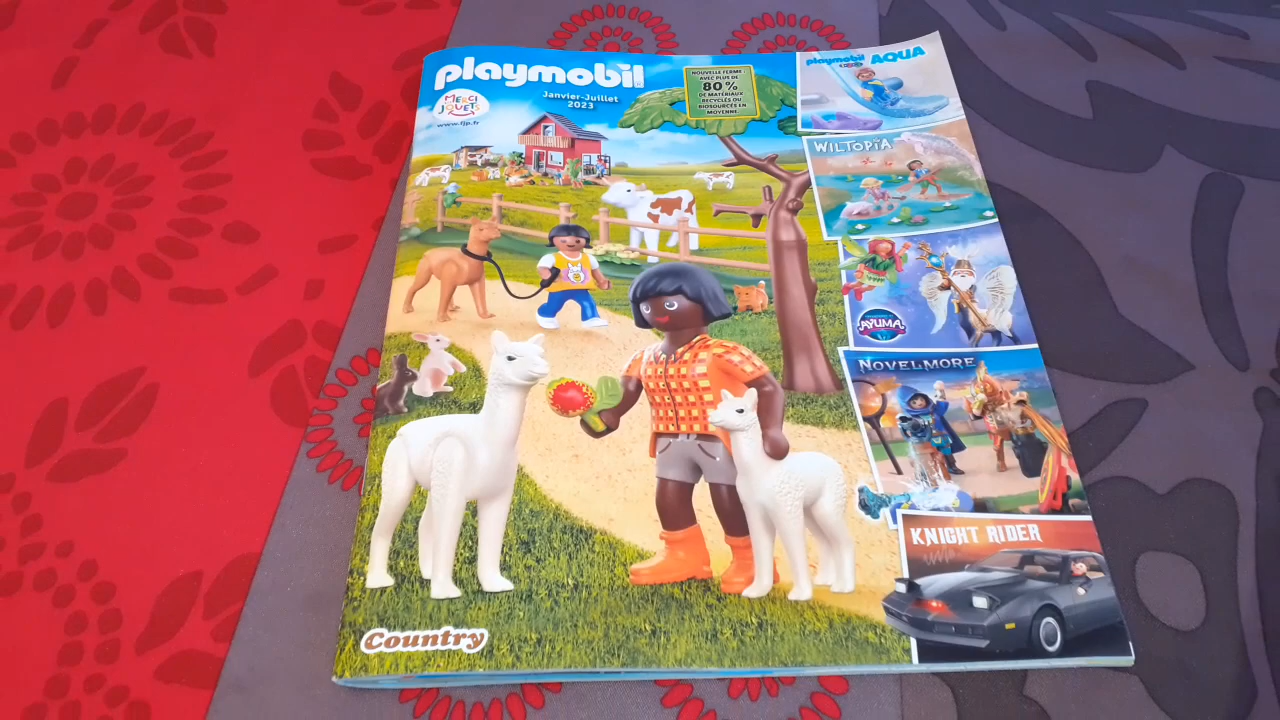 playmobil
Janvier-Juillet
2023
MERCI
JOUETS
www.fjp.fr
NOUVELLE FERME :
AVEC PLUS DE
80 %
DE MATÉRIAUX
RECYCLÉS OU
BIOSOURCÉS EN
MOYENNE.
playmobil AQUA
WILTOPIA
AYUMA
NOVELMORE
KNIGHT RIDER
Country